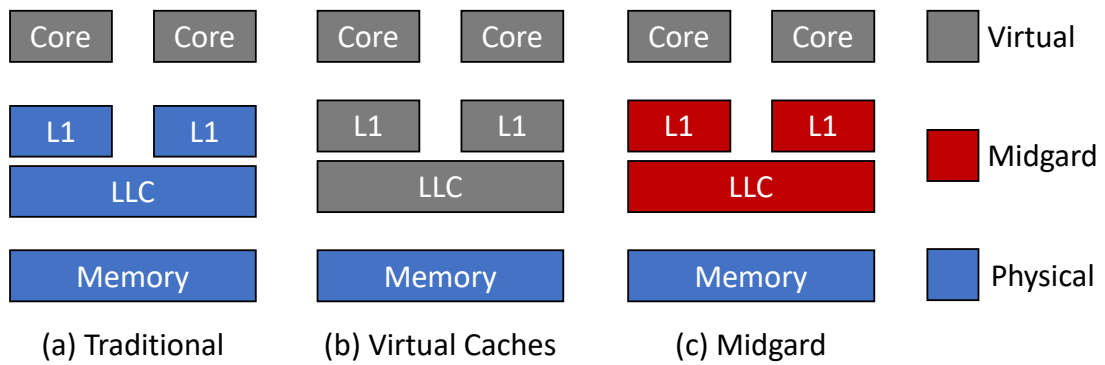 Core Core Core Core Core Core Virtual
L1 L1 L1 L1 L1 L1 Midgard
LLC LLC LLC
Memory Memory Memory Physical
(a) Traditional (b) Virtual Caches (c) Midgard